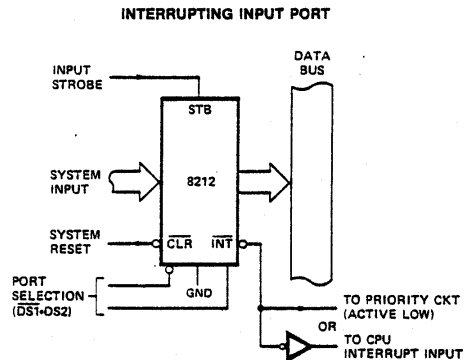 INTERRUPTING INPUT PORT
DATA
BUS
INPUT
STROBE
STB
SYSTEM
INPUT
8212
SYSTEM
RESET
CLR
INT
PORT
SELECTION
(DS1•DS2)
GND
TO PRIORITY CKT
(ACTIVE LOW)
OR
TO CPU
INTERRUPT INPUT